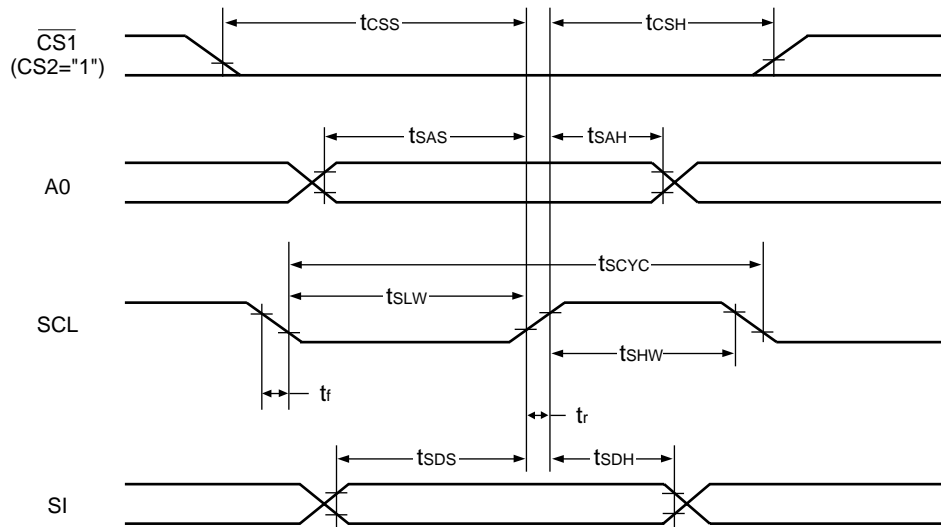 tCSS
tCSH
CS1
(CS2="1")
tSAS
tSAH
A0
tSCYC
tSLW
SCL
tSHW
tf
tr
tSDS
tSDH
SI